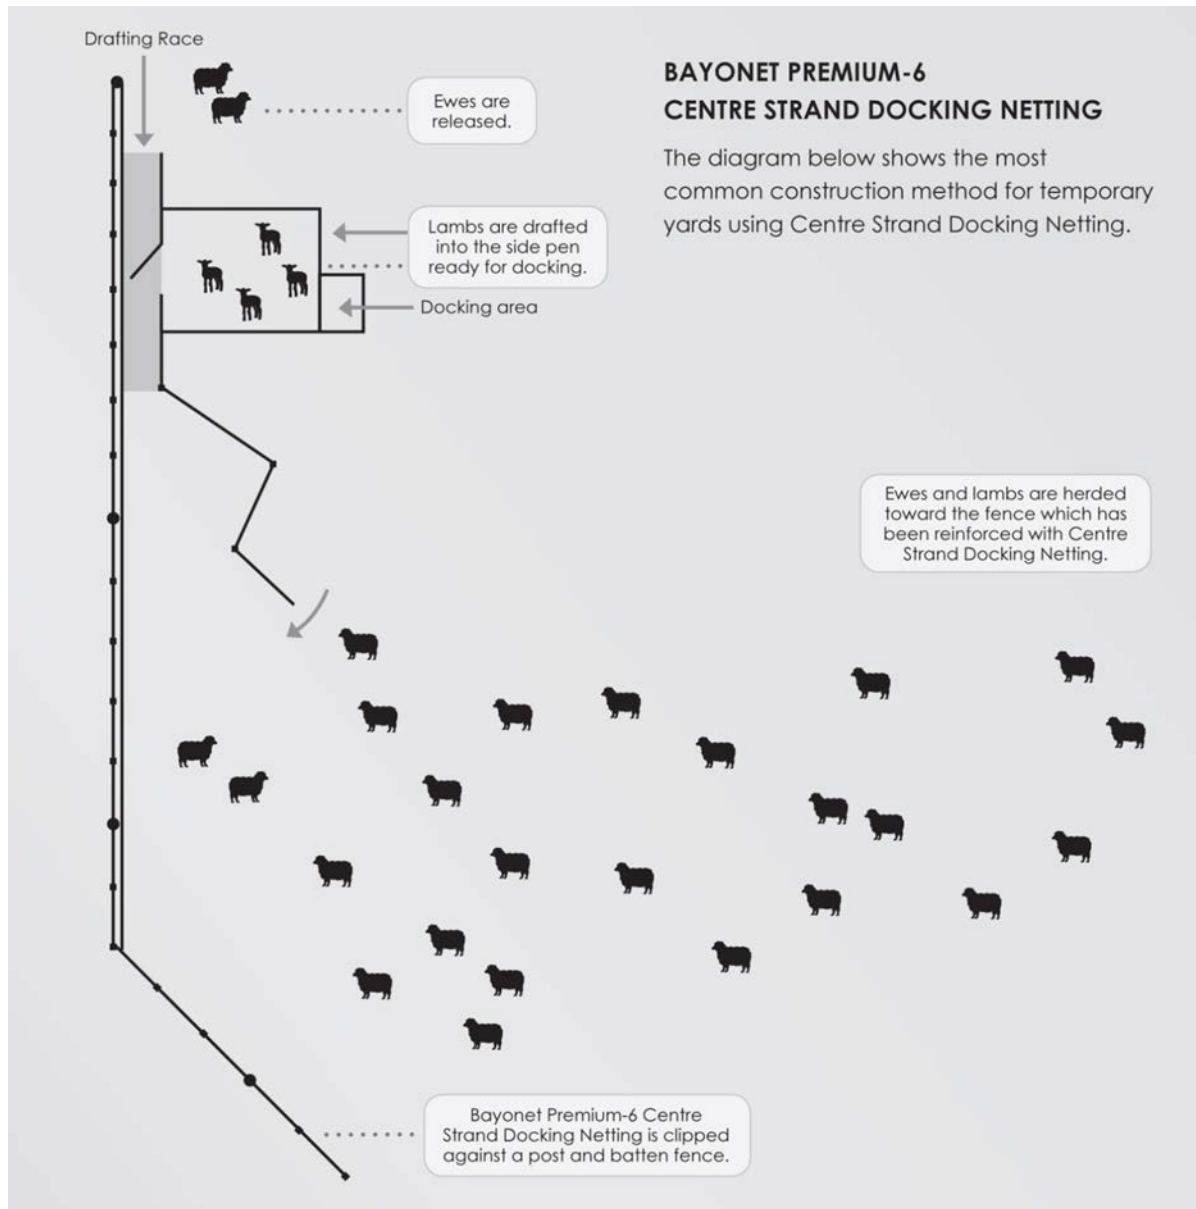 Drafting Race
BAYONET PREMIUM-6
CENTRE STRAND DOCKING NETTING
The diagram below shows the most
common construction method for temporary
yards using Centre Strand Docking Netting.
Ewes are
released.
Lambs are drafted
into the side pen
ready for docking.
Docking area
Ewes and lambs are herded
toward the fence which has
been reinforced with Centre
Strand Docking Netting.
Bayonet Premium-6 Centre
Strand Docking Netting is clipped
against a post and batten fence.